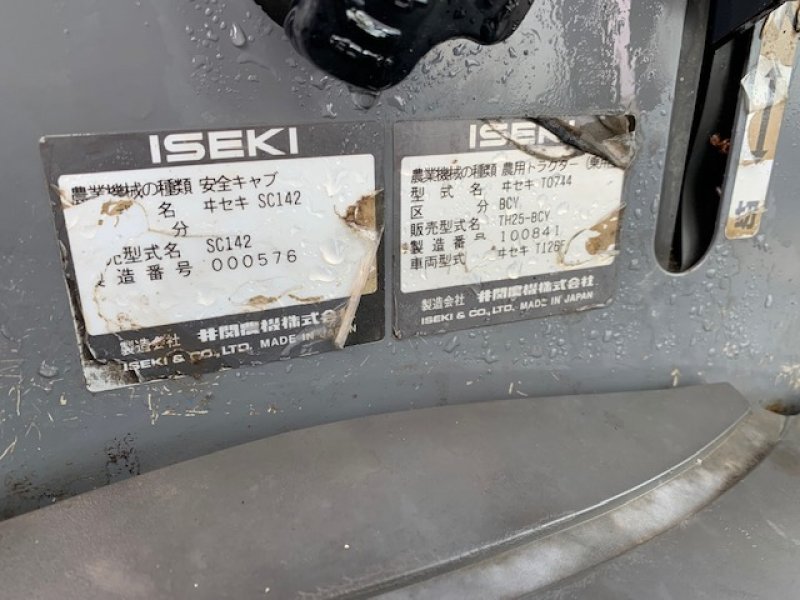 ISEKI
農業機械の種類 安全キャブ
名 ヰセキ SC142
分
売型式名 SC142
製造番号 000576
製造会社 井関農機株式会
ISEKI & CO., LTD. MADE IN JAPAN
ISEKI
農業機械の種類 農用トラクター(乗
型式名 ヰセキ TO744
区分 BCY
販売型式名 TH25-BCY
製造番 100841
車両型式 ヰセキ TI26F
製造会社 井関農機株式会社
ISEKI & CO., LTD. MADE IN JAPAN
切